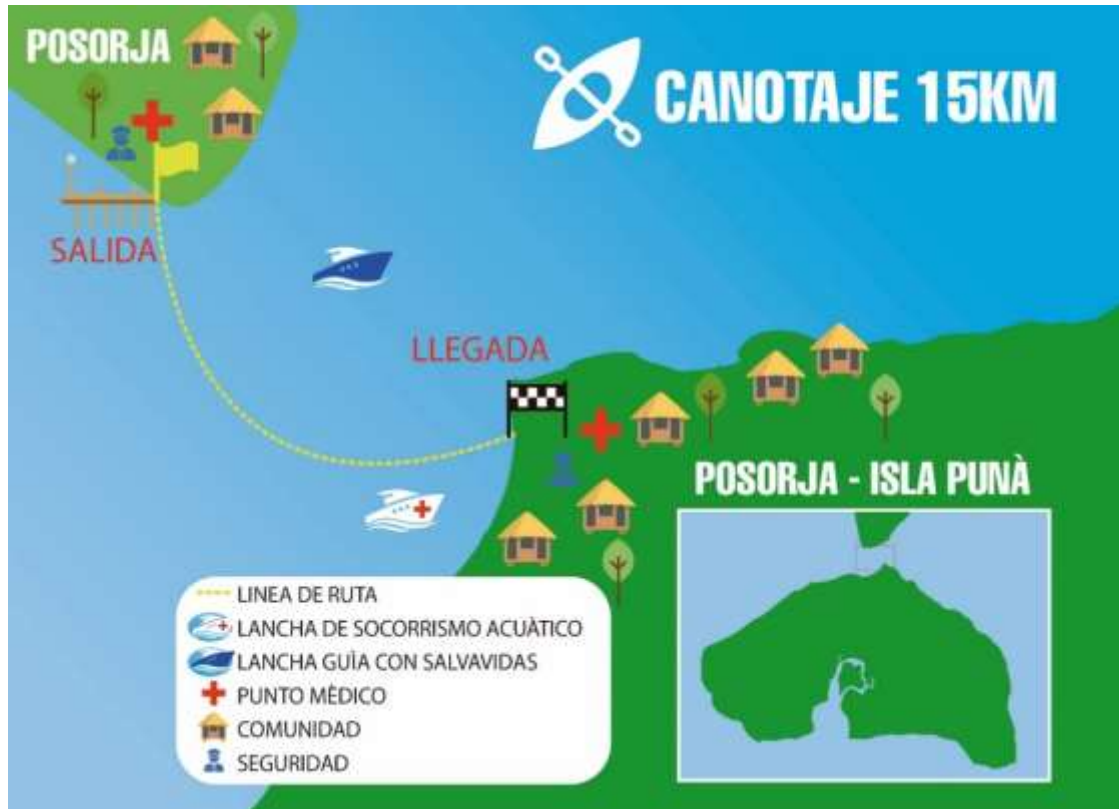 POSORJA
CANOTAJE 15KM
SALIDA
LLEGADA
POSORJA - ISLA PUNÀ
LINEA DE RUTA
LANCHA DE SOCORRISMO ACUÀTICO
LANCHA GUÌA CON SALVAVIDAS
PUNTO MÈDICO
COMUNIDAD
SEGURIDAD